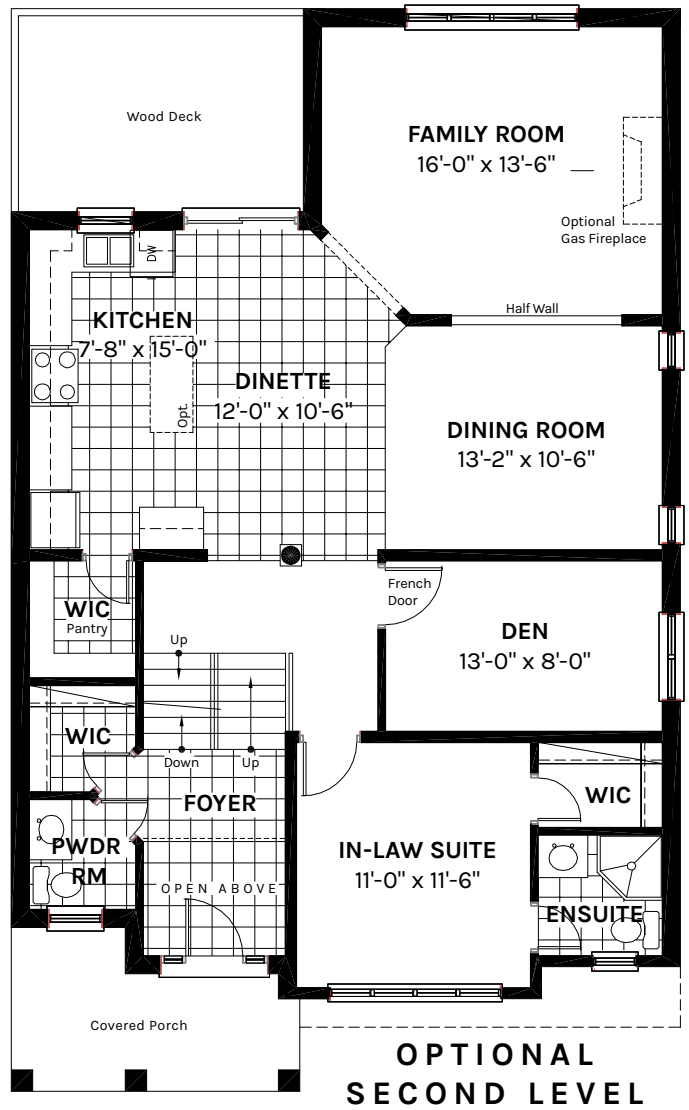 Wood Deck
FAMILY ROOM
16'-0" x 13'-6"
Optional
Gas Fireplace
Half Wall
DW
KITCHEN
7'-8" x 15'-0"
Opt.
DINETTE
12'-0" x 10'-6"
DINING ROOM
13'-2" x 10'-6"
French
Door
WIC
Pantry
Up
DEN
13'-0" x 8'-0"
WIC
Down
Up
FOYER
WIC
PWDR
RM
IN-LAW SUITE
11'-0" x 11'-6"
OPEN ABOVE
ENSUITE
Covered Porch
OPTIONAL
SECOND LEVEL